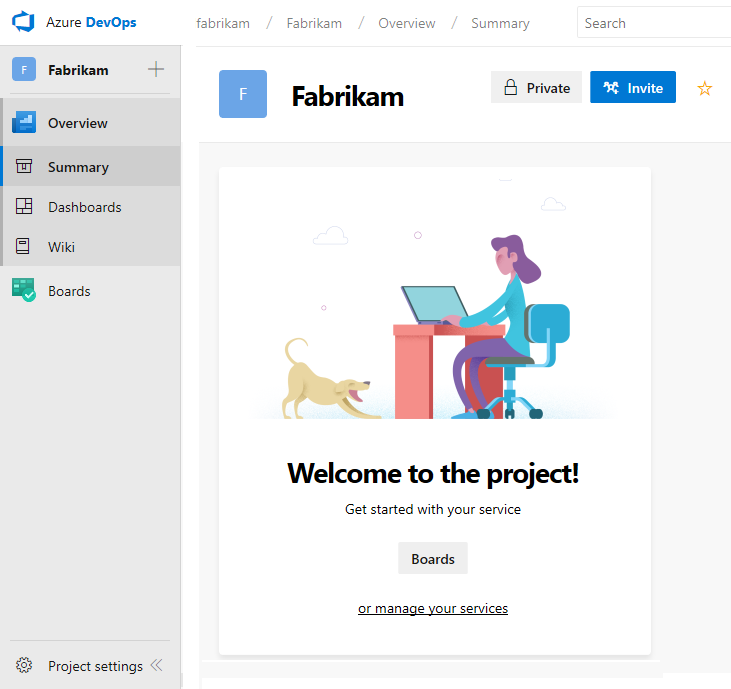 Azure DevOps
fabrikam / Fabrikam / Overview / Summary
Search
F Fabrikam
F Fabrikam
Private
Invite
Overview
Summary
Dashboards
Wiki
Boards
Welcome to the project!
Get started with your service
Boards
or manage your services
Project settings